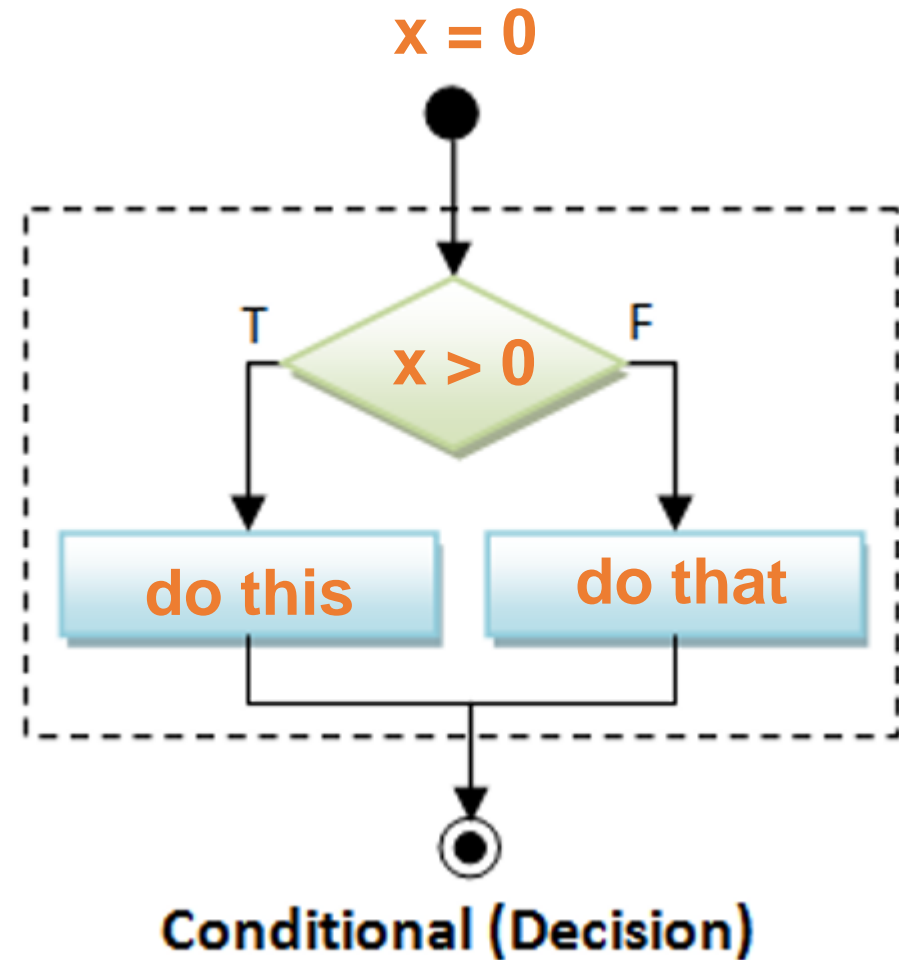 x = 0
T
F
x > 0
do this
do that
Conditional (Decision)